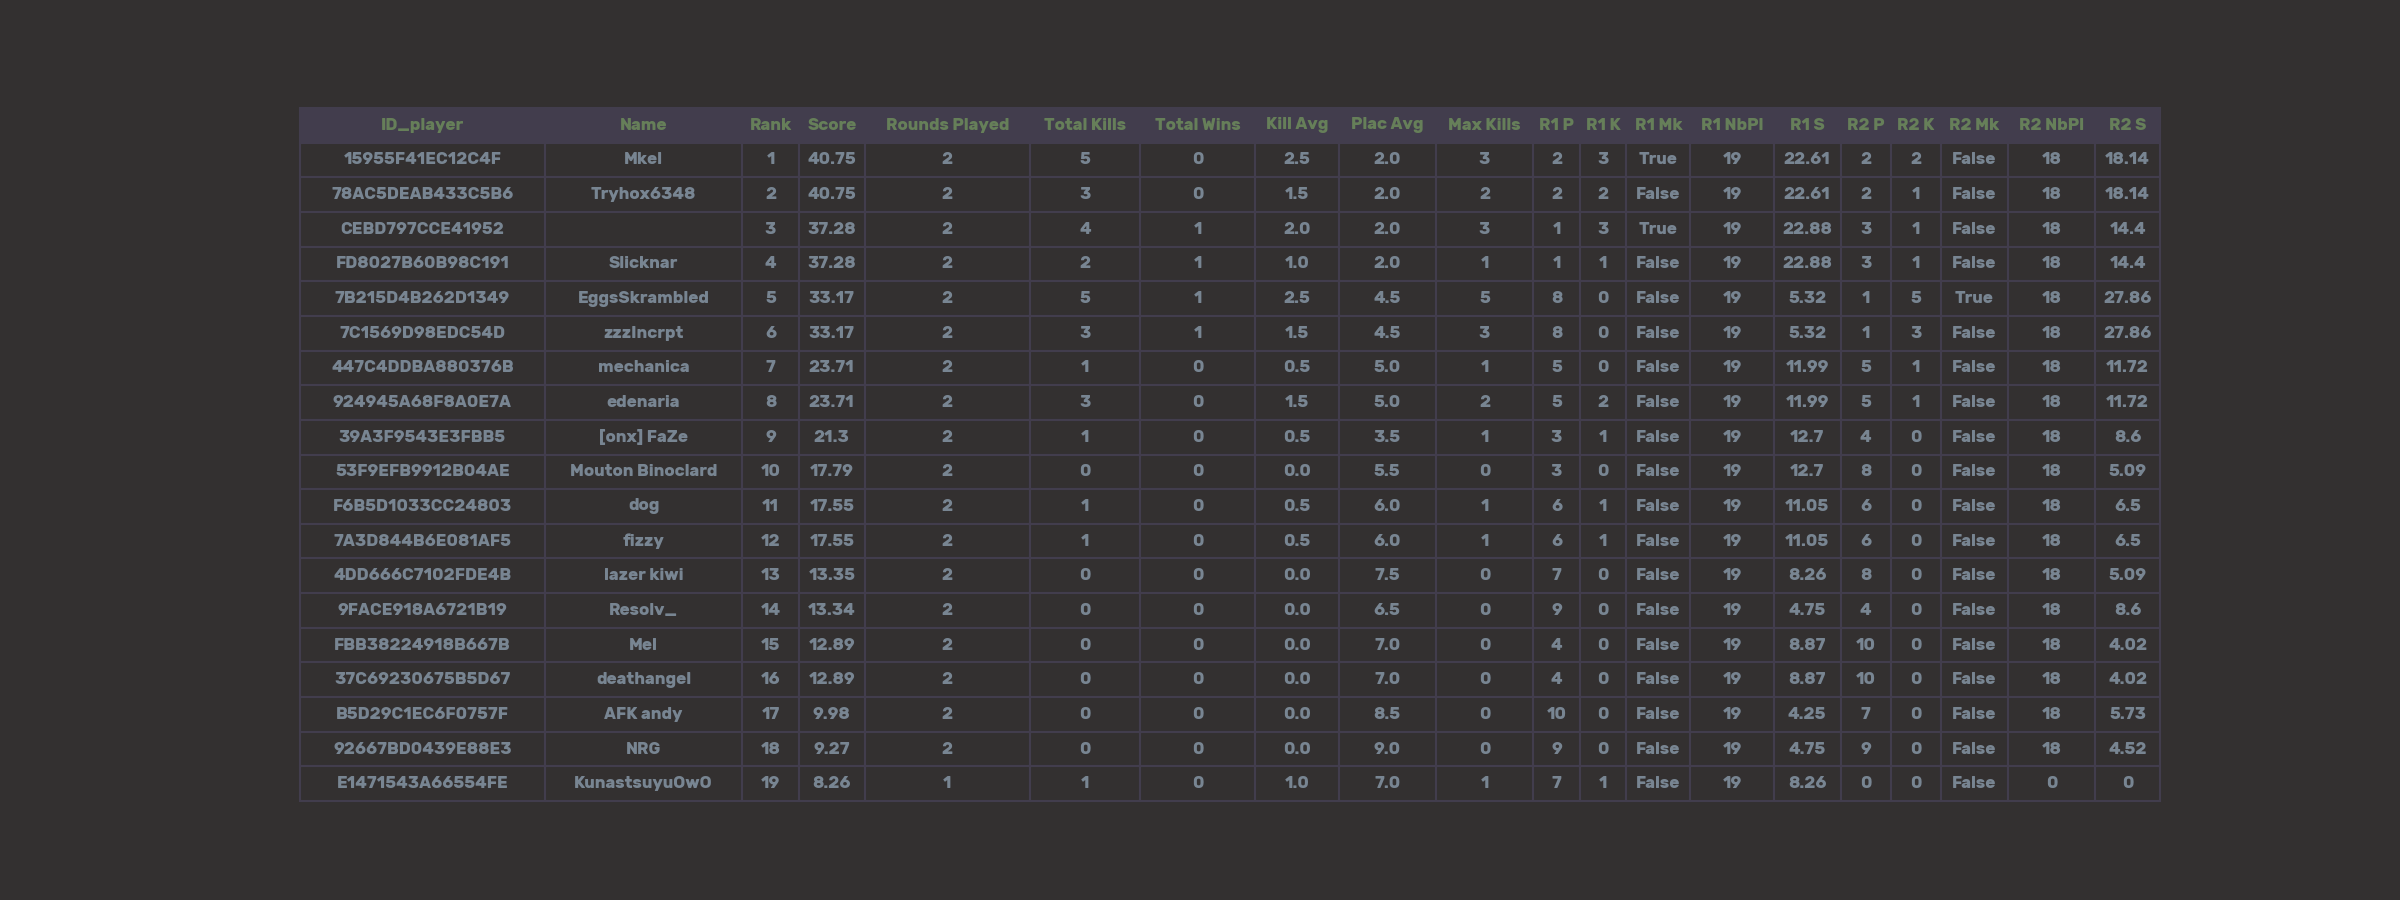 ID_player Name Rank Score Rounds Played Total Kills Total Wins Kill Avg Plac Avg Max Kills R1 P R1 K R1 Mk R1 NbPl R1 S R2 P R2 K R2 Mk R2 NbPl R2 S
15955F41EC12C4F Mkel 1 40.75 2 5 0 2.5 2.0 3 2 3 True 19 22.61 2 2 False 18 18.14
78AC5DEAB433C5B6 Tryhox6348 2 40.75 2 3 0 1.5 2.0 2 2 2 False 19 22.61 2 1 False 18 18.14
CEBD797CCE41952 3 37.28 2 4 1 2.0 2.0 3 1 3 True 19 22.88 3 1 False 18 14.4
FD8027B60B98C191 Slicknar 4 37.28 2 2 1 1.0 2.0 1 1 1 False 19 22.88 3 1 False 18 14.4
7B215D4B262D1349 EggsSkrambled 5 33.17 2 5 1 2.5 4.5 5 8 0 False 19 5.32 1 5 True 18 27.86
7C1569D98EDC54D zzzIncrpt 6 33.17 2 3 1 1.5 4.5 3 8 0 False 19 5.32 1 3 False 18 27.86
447C4DDBA880376B mechanica 7 23.71 2 1 0 0.5 5.0 1 5 0 False 19 11.99 5 1 False 18 11.72
924945A68F8A0E7A edenaria 8 23.71 2 3 0 1.5 5.0 2 5 2 False 19 11.99 5 1 False 18 11.72
39A3F9543E3FBB5 [onx] FaZe 9 21.3 2 1 0 0.5 3.5 1 3 1 False 19 12.7 4 0 False 18 8.6
53F9EFB9912B04AE Mouton Binoclard 10 17.79 2 0 0 0.0 5.5 0 3 0 False 19 12.7 8 0 False 18 5.09
F6B5D1033CC24803 dog 11 17.55 2 1 0 0.5 6.0 1 6 1 False 19 11.05 6 0 False 18 6.5
7A3D844B6E081AF5 fizzy 12 17.55 2 1 0 0.5 6.0 1 6 1 False 19 11.05 6 0 False 18 6.5
4DD666C7102FDE4B lazer kiwi 13 13.35 2 0 0 0.0 7.5 0 7 0 False 19 8.26 8 0 False 18 5.09
9FACE918A6721B19 Resolv_ 14 13.34 2 0 0 0.0 6.5 0 9 0 False 19 4.75 4 0 False 18 8.6
FBB38224918B667B Mel 15 12.89 2 0 0 0.0 7.0 0 4 0 False 19 8.87 10 0 False 18 4.02
37C69230675B5D67 deathangel 16 12.89 2 0 0 0.0 7.0 0 4 0 False 19 8.87 10 0 False 18 4.02
B5D29C1EC6F0757F AFK andy 17 9.98 2 0 0 0.0 8.5 0 10 0 False 19 4.25 7 0 False 18 5.73
92667BD0439E88E3 NRG 18 9.27 2 0 0 0.0 9.0 0 9 0 False 19 4.75 9 0 False 18 4.52
E1471543A66554FE KunastsuyuOwO 19 8.26 1 1 0 1.0 7.0 1 7 1 False 19 8.26 0 0 False 0 0